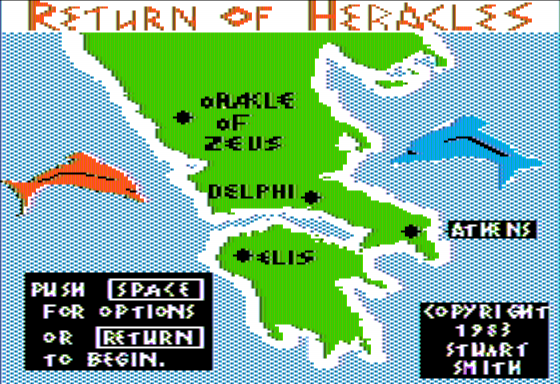 RETURN OF HERACLES
ORACLE
OF
ZEUS
DELPHI
ATHENS
ELIS
PUSH SPACE
FOR OPTIONS
OR RETURN
TO BEGIN.
COPYRIGHT
1983
STUART
SMITH